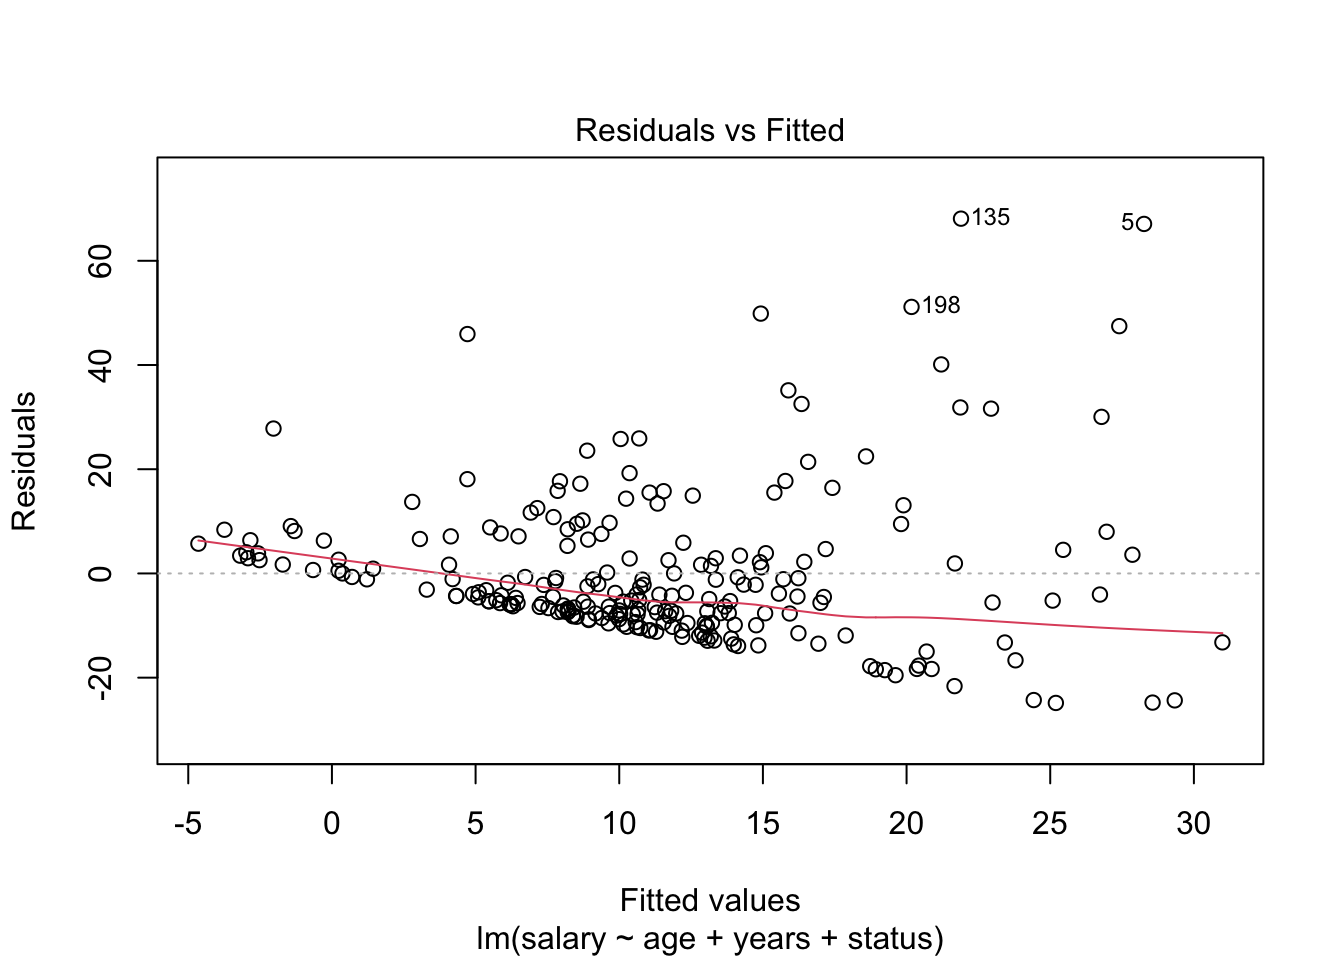 Residuals vs Fitted
Residuals
60
40
20
0
-20
135
5
198
-5 0 5 10 15 20 25 30
Fitted values
lm(salary ~ age + years + status)